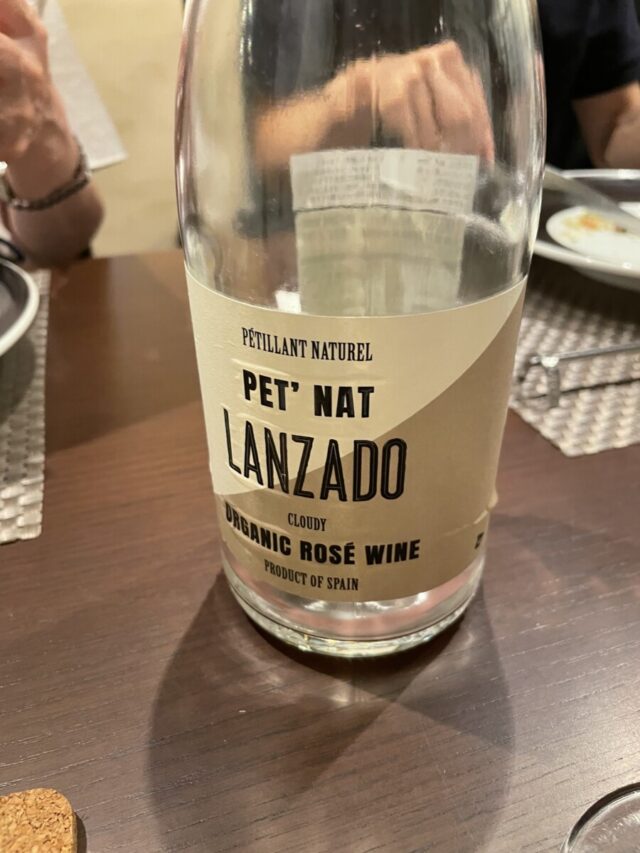 PÉTILLANT NATUREL
PET' NAT
LANZADO
CLOUDY
ORGANIC ROSÉ WINE
PRODUCT OF SPAIN